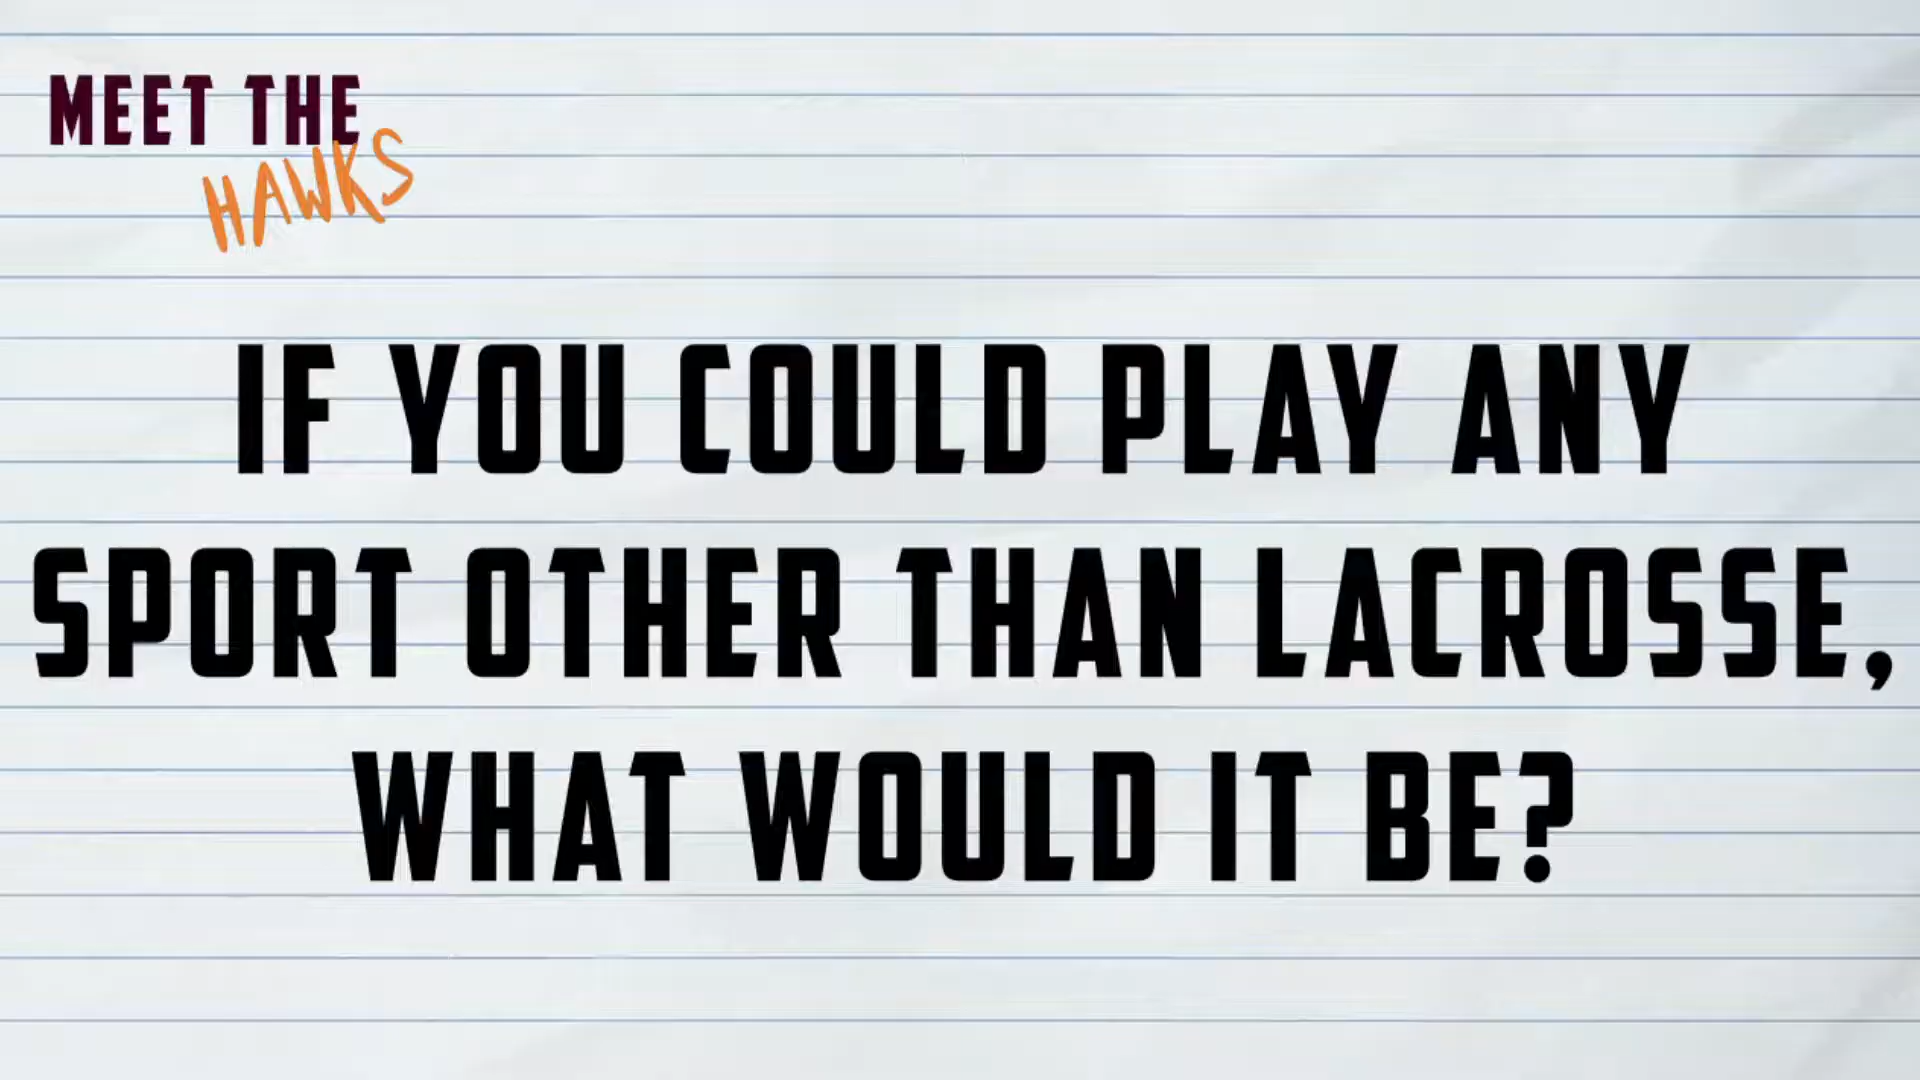 MEET THE
HAWKS
IF YOU COULD PLAY ANY
SPORT OTHER THAN LACROSSE,
WHAT WOULD IT BE?